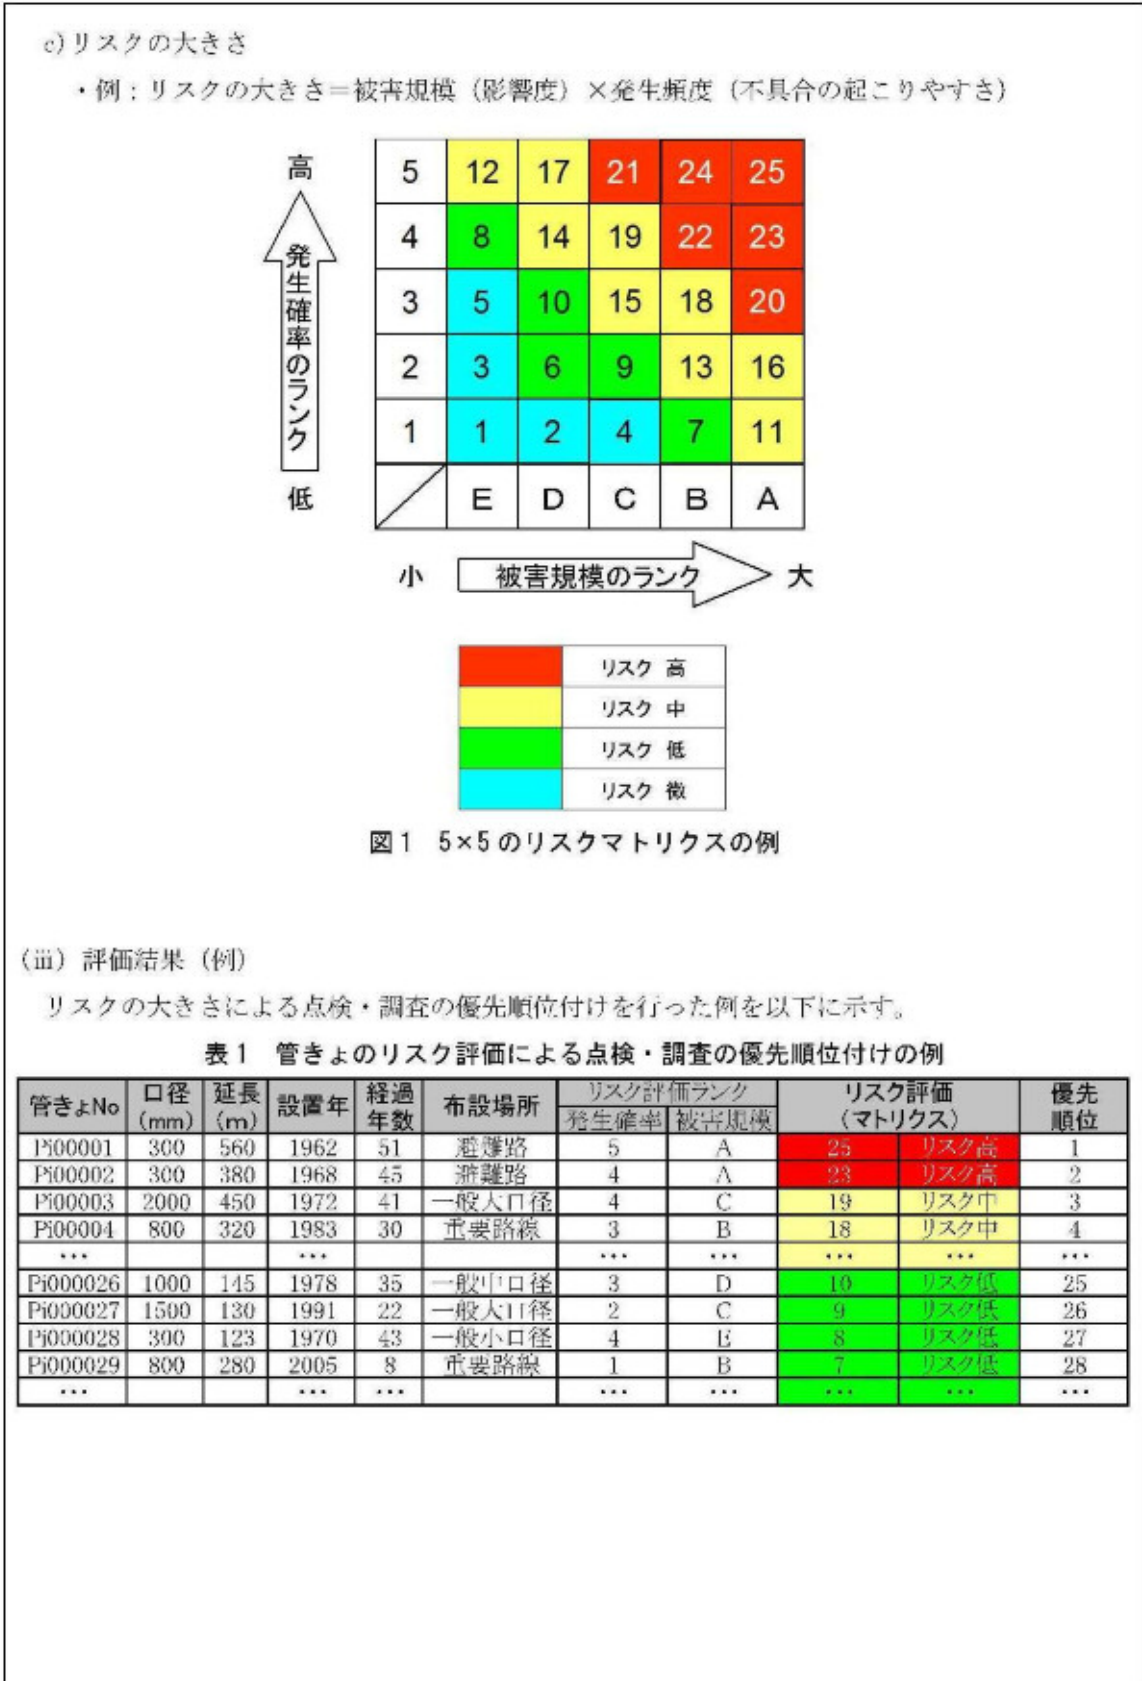 c)リスクの大きさ
・例：リスクの大きさ＝被害規模（影響度）×発生頻度（不具合の起こりやすさ）
高
発生確率のランク
低
5 12 17 21 24 25
4 8 14 19 22 23
3 5 10 15 18 20
2 3 6 9 13 16
1 1 2 4 7 11
E D C B A
小 被害規模のランク 大
リスク 高
リスク 中
リスク 低
リスク 微
図1 5×5のリスクマトリクスの例
(ⅲ) 評価結果（例）
リスクの大きさによる点検・調査の優先順位付けを行った例を以下に示す。
表1 管きょのリスク評価による点検・調査の優先順位付けの例
管きょNo 口径(mm) 延長(m) 設置年 経過年数 布設場所 リスク評価ランク 発生確率 被害規模 リスク評価(マトリクス) 優先順位
Pi00001 300 560 1962 51 避難路 5 A 25 リスク高 1
Pi00002 300 380 1968 45 避難路 4 A 23 リスク高 2
Pi00003 2000 450 1972 41 一般大口径 4 C 19 リスク中 3
Pi00004 800 320 1983 30 重要路線 3 B 18 リスク中 4
… … … … … … … …
Pi000026 1000 145 1978 35 一般中口径 3 D 10 リスク低 25
Pi000027 1500 130 1991 22 一般大口径 2 C 9 リスク低 26
Pi000028 300 123 1970 43 一般小口径 4 E 8 リスク低 27
Pi000029 800 280 2005 8 重要路線 1 B 7 リスク低 28
… … … … … … … …